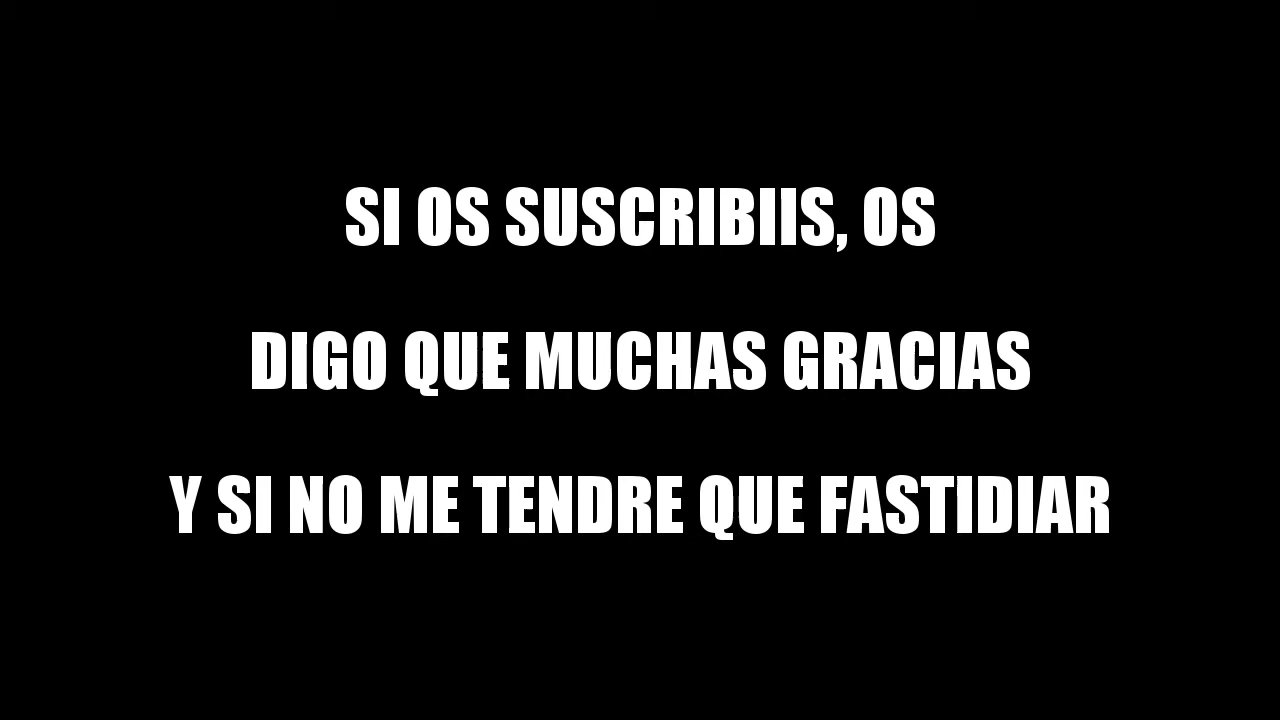 SI OS SUSCRIBIIS, OS
DIGO QUE MUCHAS GRACIAS
Y SI NO ME TENDRE QUE FASTIDIAR